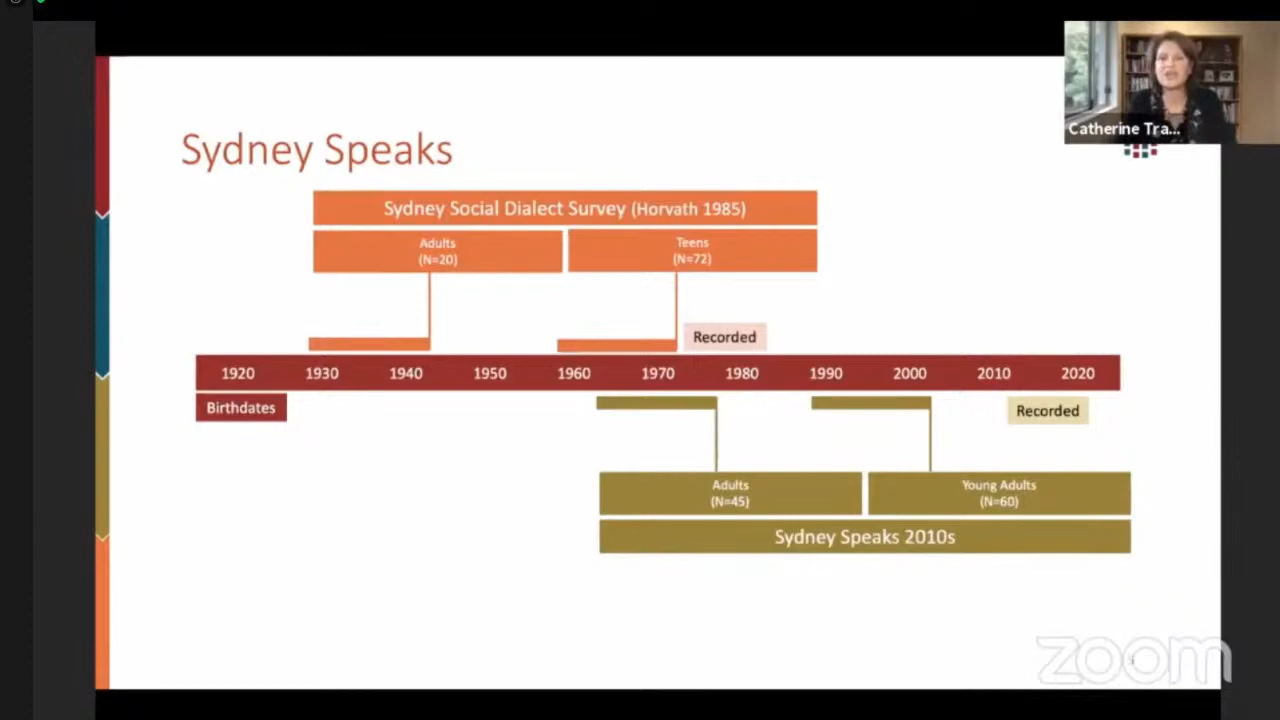 Catherine Tra...
Sydney Speaks
Sydney Social Dialect Survey (Horvath 1985)
Adults
(N=20)
Teens
(N=72)
Recorded
1920 1930 1940 1950 1960 1970 1980 1990 2000 2010 2020
Birthdates
Recorded
Adults
(N=45)
Young Adults
(N=60)
Sydney Speaks 2010s
zoom